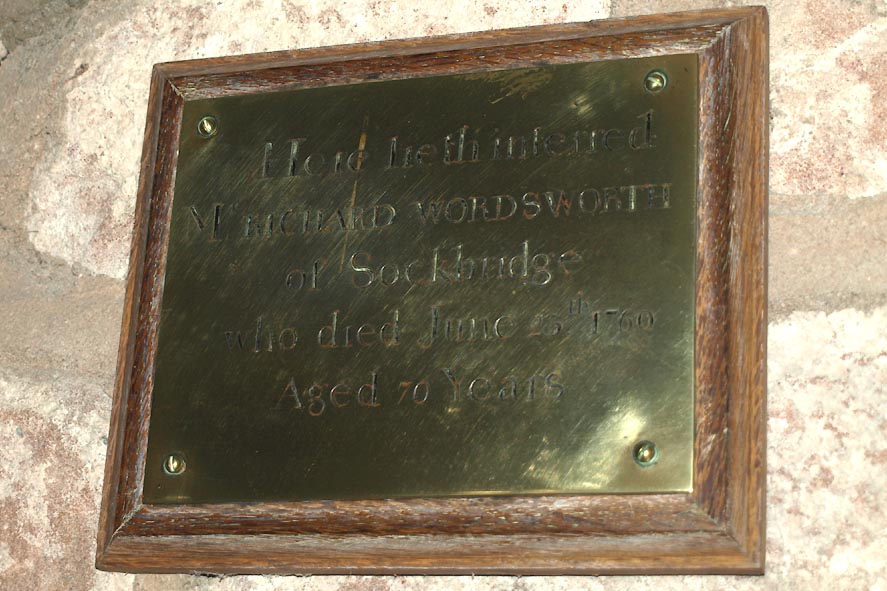 Here lieth interred
Mr RICHARD WORDSWORTH
of Sockbridge
who died June 25th 1760
Aged 70 Years